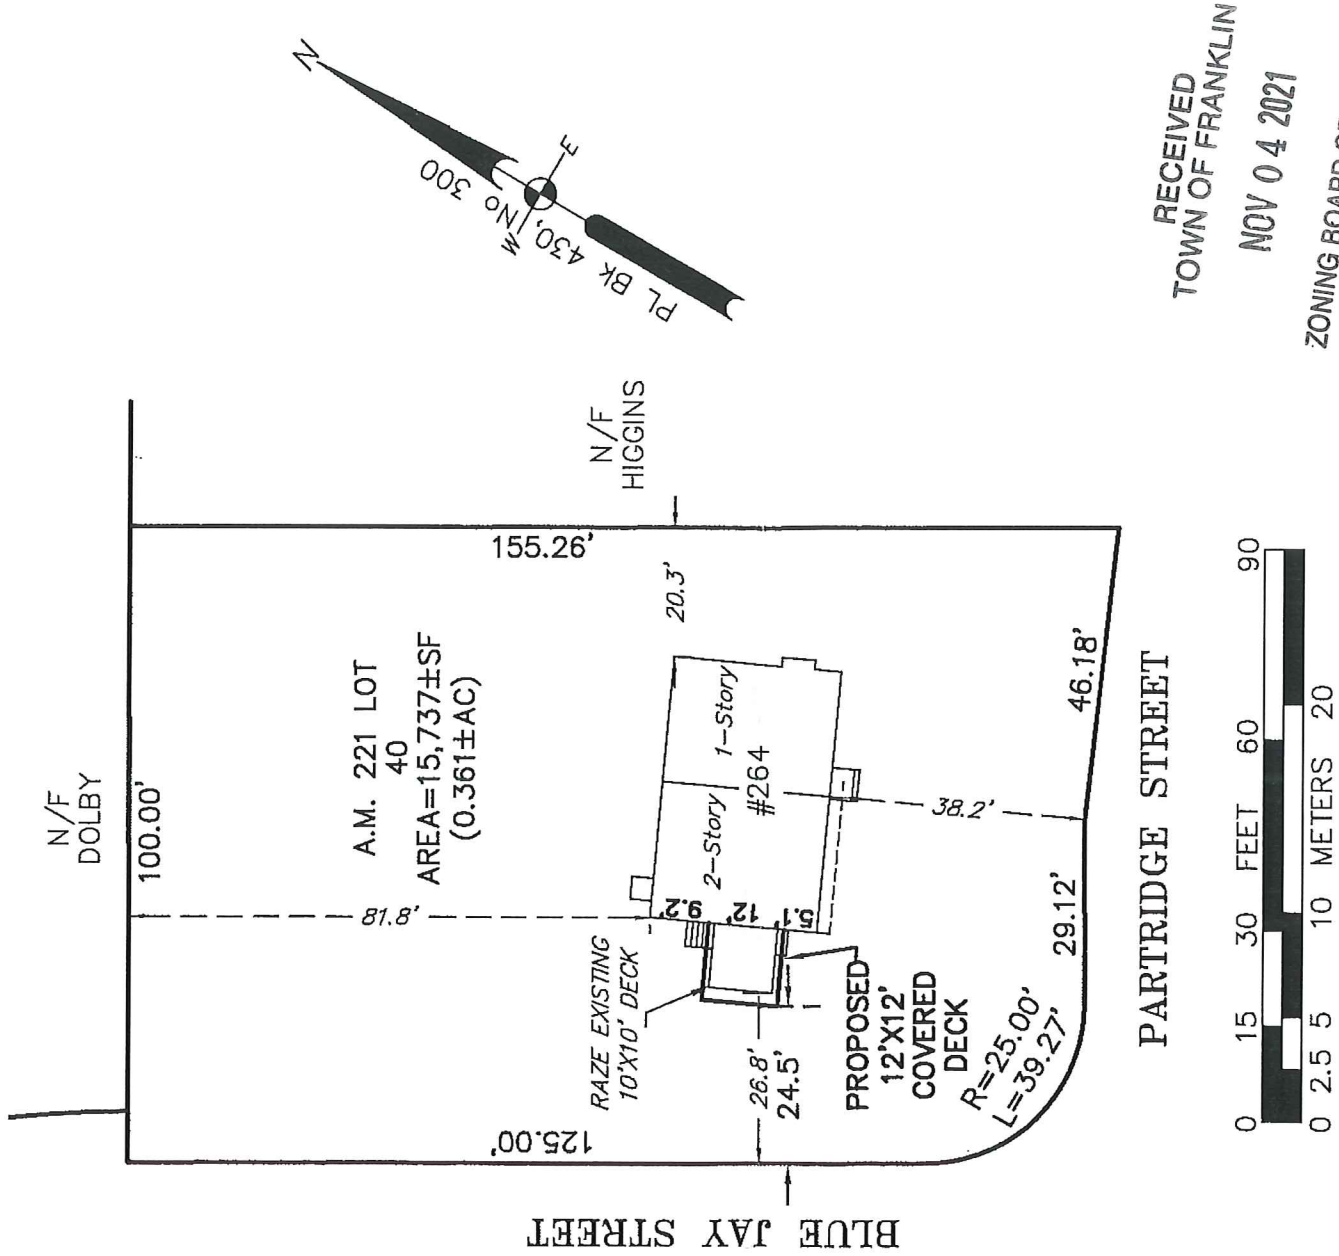 N
E
W
PL Bk 430, No 300
RECEIVED
TOWN OF FRANKLIN
NOV 04 2021
N/F
DOLBY
100.00'
N/F
HIGGINS
155.26'
A.M. 221 LOT
40
AREA=15,737±SF
(0.361±AC)
81.8'
20.3'
1-Story
2-Story
#264
9.2'
12'
5.1'
38.2'
46.18'
29.12'
RAZE EXISTING
10'X10' DECK
26.8'
24.5'
PROPOSED
12'X12'
COVERED
DECK
R=25.00'
L=39.27'
125.00'
BLUE JAY STREET
PARTRIDGE STREET
0 15 30 FEET 60 90
0 2.5 5 10 METERS 20
ZONING BOARD